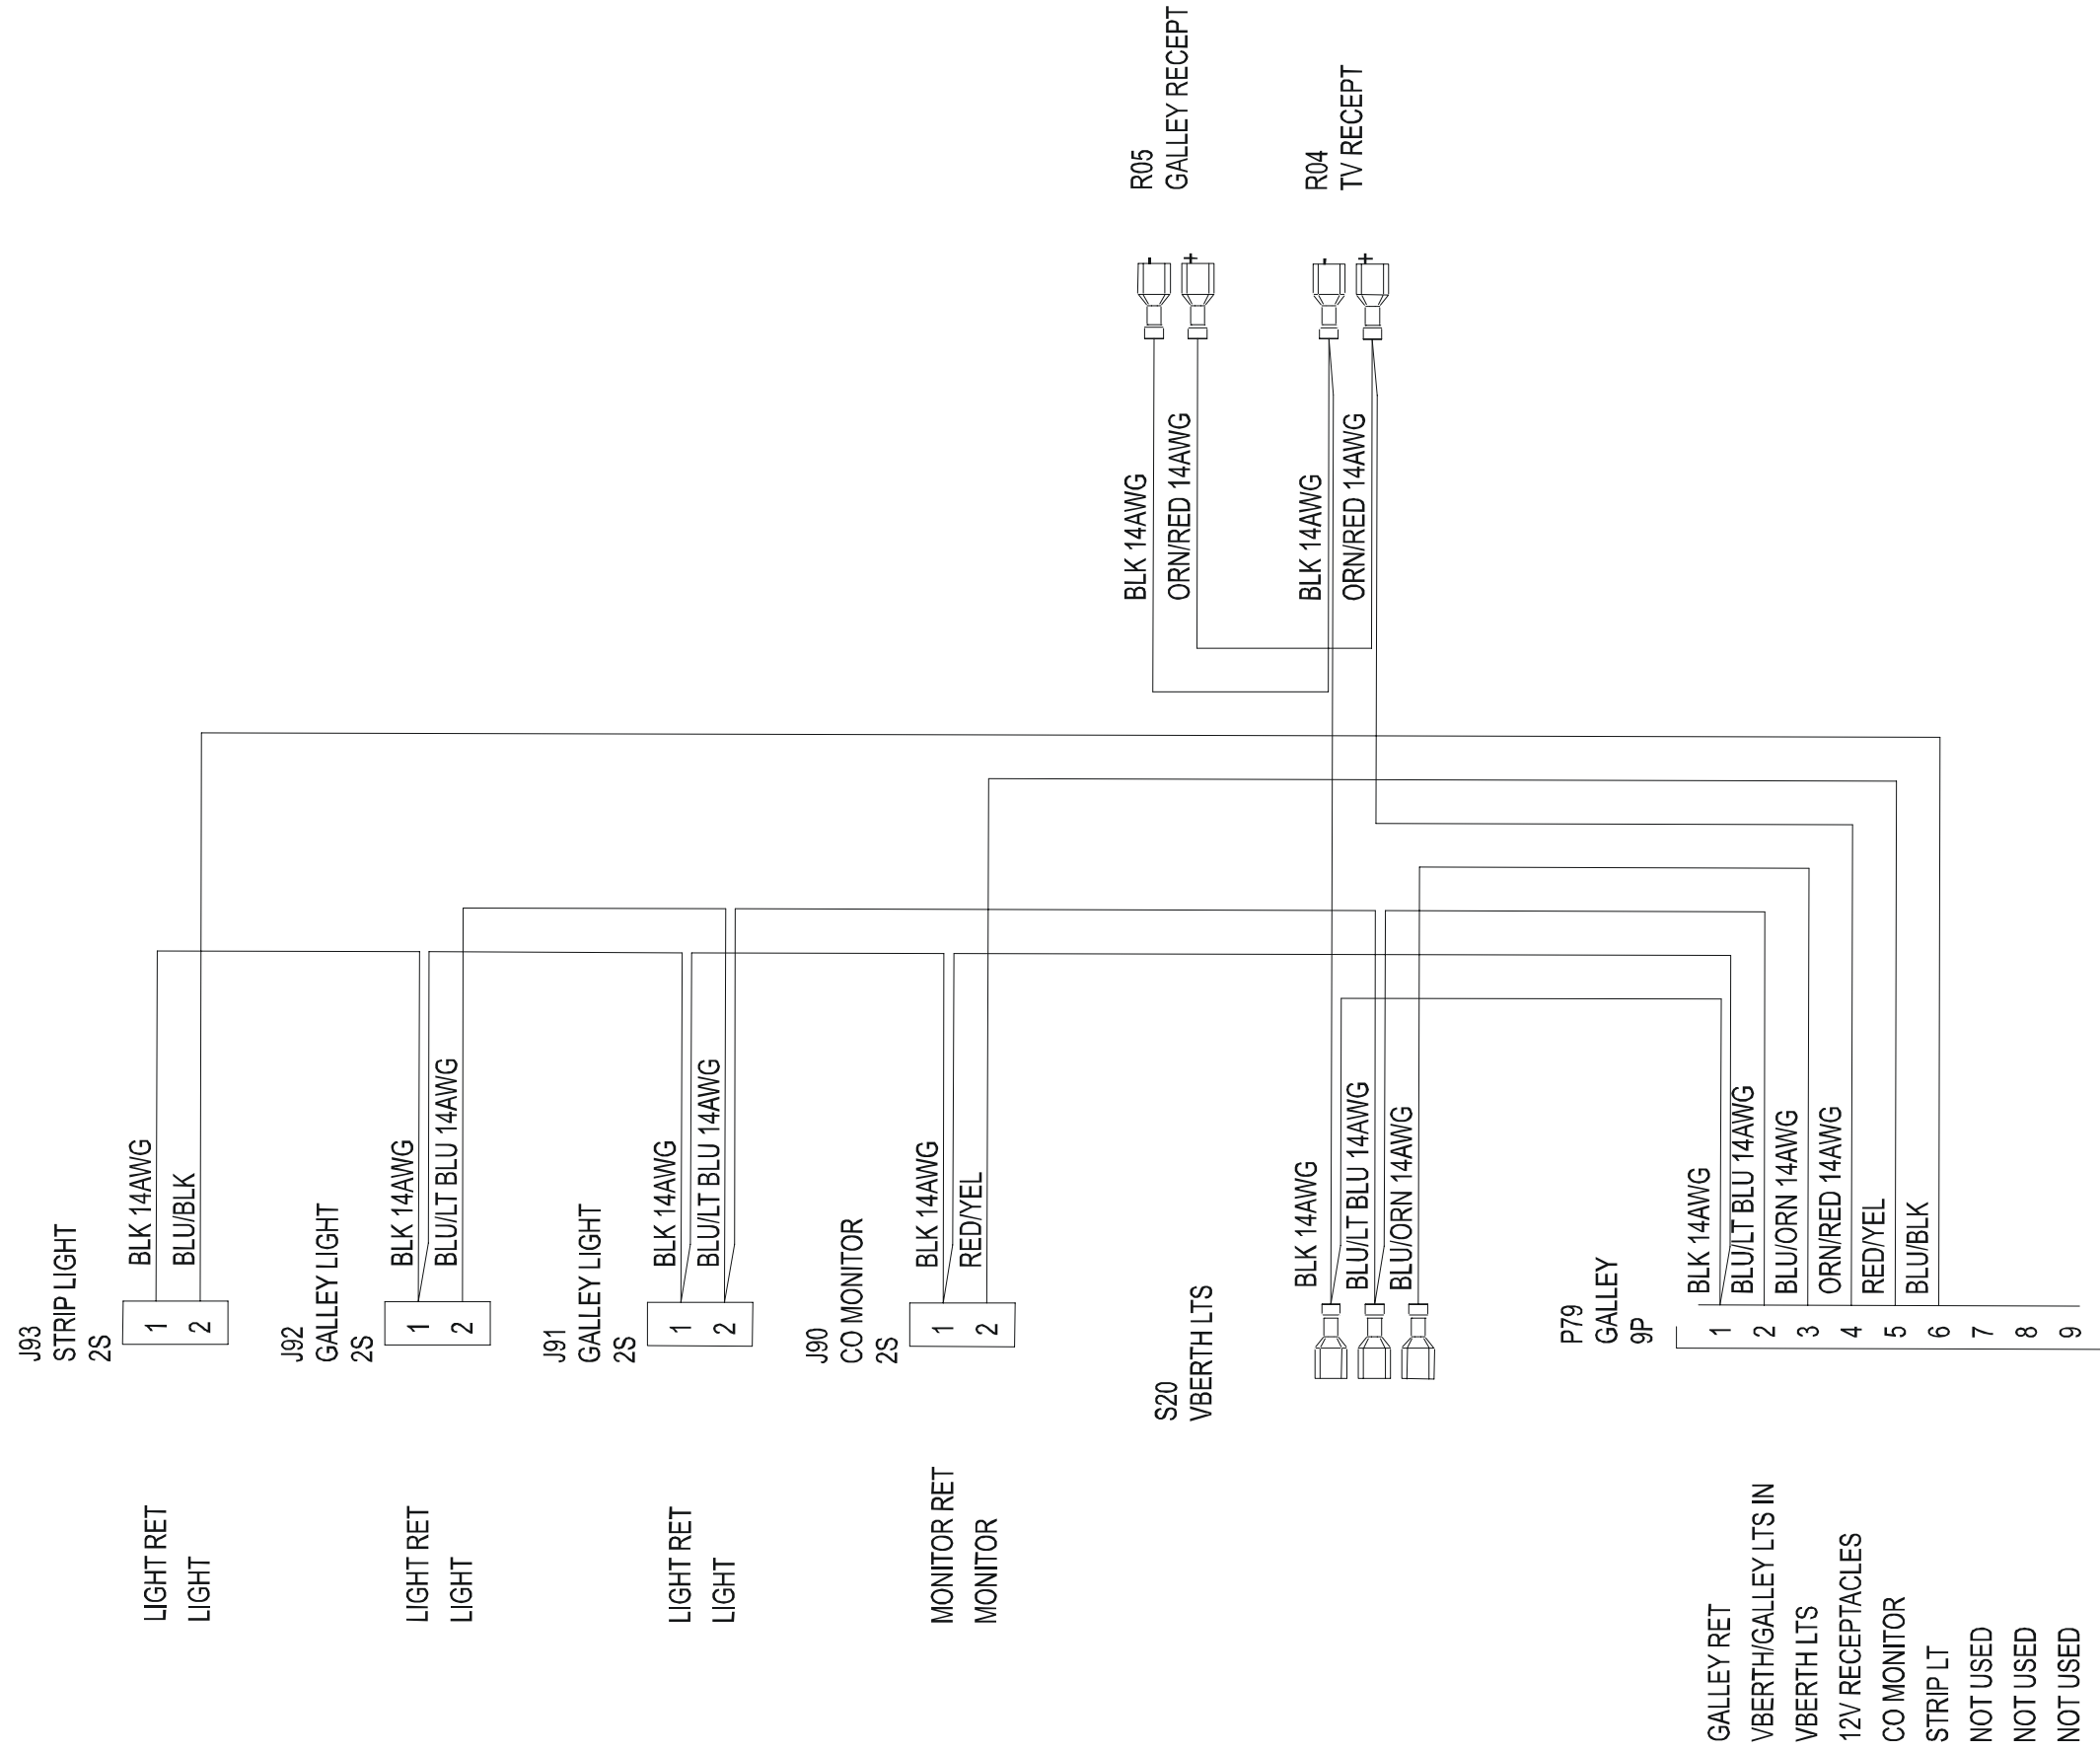 R05
GALLEY RECEPT
R04
TV RECEPT
-
+
-
+
BLK 14AWG
ORN/RED 14AWG
BLK 14AWG
ORN/RED 14AWG
J93
STRIP LIGHT
2S
BLK 14AWG
BLU/BLK
1
2
LIGHT RET
LIGHT
J92
GALLEY LIGHT
2S
BLK 14AWG
BLU/LT BLU 14AWG
1
2
LIGHT RET
LIGHT
J91
GALLEY LIGHT
2S
BLK 14AWG
BLU/LT BLU 14AWG
1
2
LIGHT RET
LIGHT
J90
CO MONITOR
2S
BLK 14AWG
RED/YEL
1
2
MONITOR RET
MONITOR
S20
VBERTH LTS
BLK 14AWG
BLU/LT BLU 14AWG
BLU/ORN 14AWG
P79
GALLEY
9P
BLK 14AWG
BLU/LT BLU 14AWG
BLU/ORN 14AWG
ORN/RED 14AWG
RED/YEL
BLU/BLK
1
2
3
4
5
6
7
8
9
GALLEY RET
VBERTH/GALLEY LTS IN
VBERTH LTS
12V RECEPTACLES
CO MONITOR
STRIP LT
NOT USED
NOT USED
NOT USED